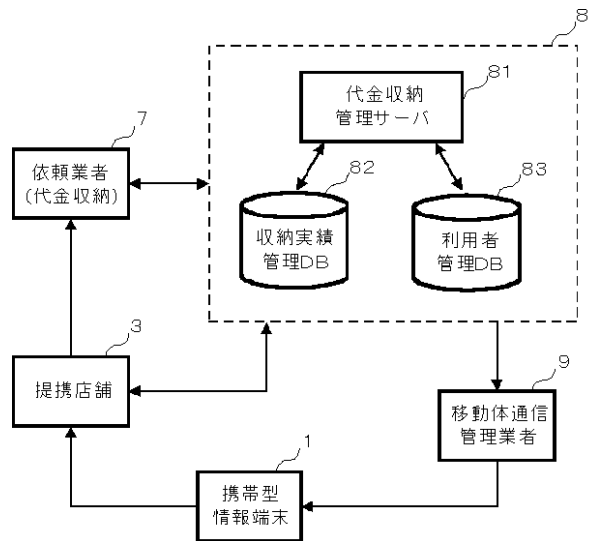 8
81
代金収納
管理サーバ
7
依頼業者
(代金収納)
82
収納実績
管理DB
83
利用者
管理DB
3
提携店舗
9
移動体通信
管理業者
1
携帯型
情報端末